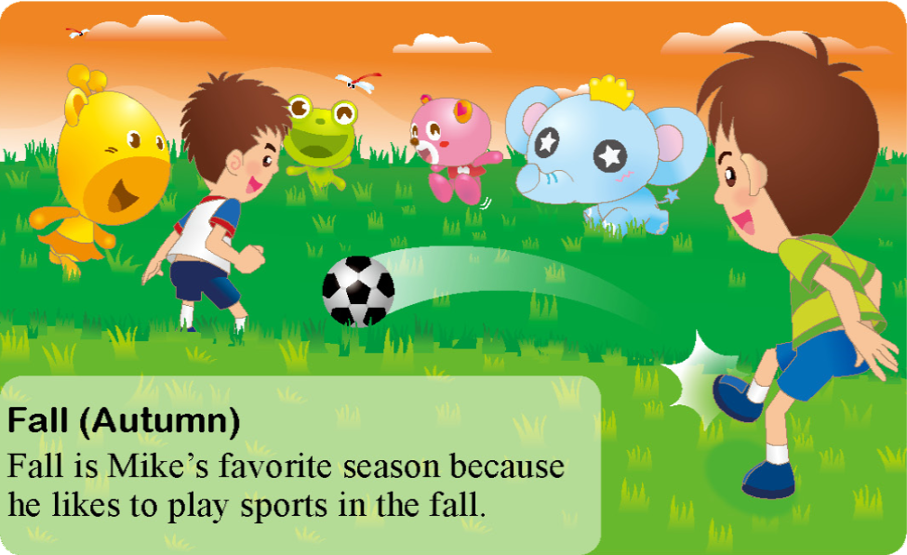 Fall (Autumn)
Fall is Mike’s favorite season because
he likes to play sports in the fall.